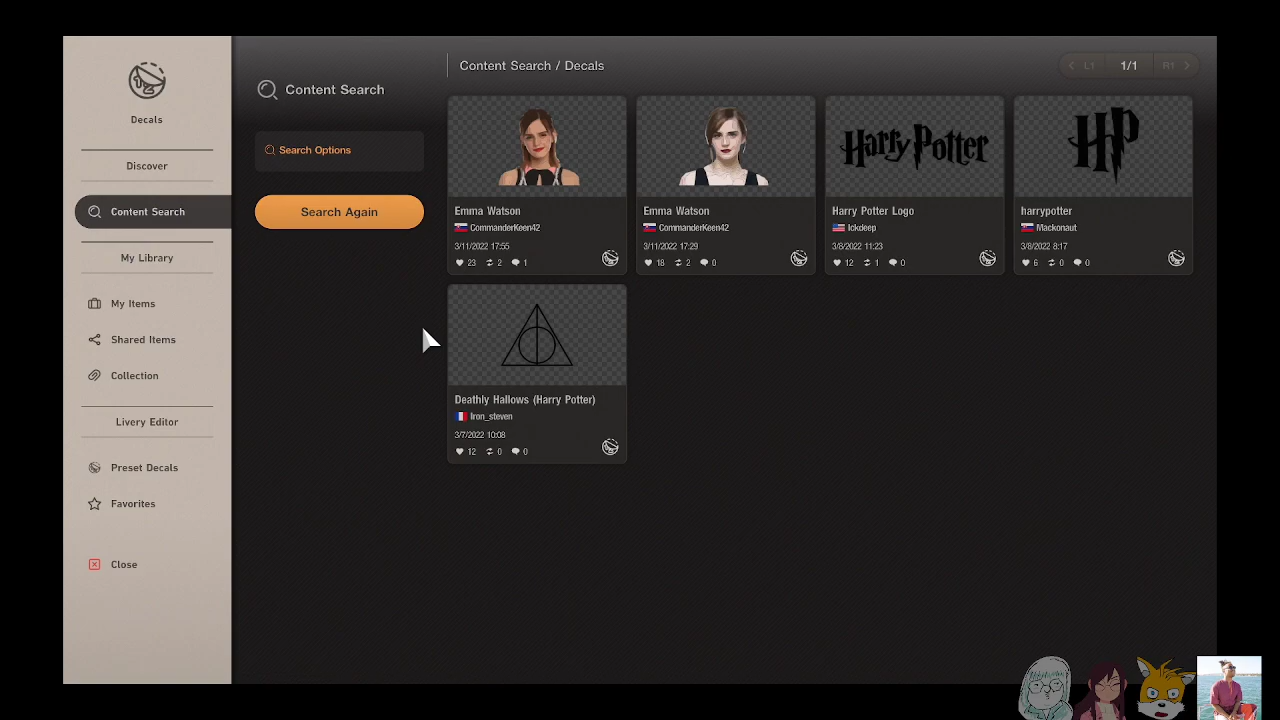 Decals
Discover
Content Search
My Library
My Items
Shared Items
Collection
Livery Editor
Preset Decals
Favorites
Close
Content Search
Search Options
Search Again
Content Search / Decals
L1
1/1
R1
Emma Watson
CommanderKeen42
3/11/2022 17:55
23 2 1
Emma Watson
CommanderKeen42
3/11/2022 17:29
18 2 0
Harry Potter
Harry Potter Logo
Ickdeep
3/8/2022 11:23
12 1 0
HP
harrypotter
Mackonaut
3/8/2022 8:17
6 0 0
Deathly Hallows (Harry Potter)
Iron_steven
3/7/2022 10:08
12 0 0